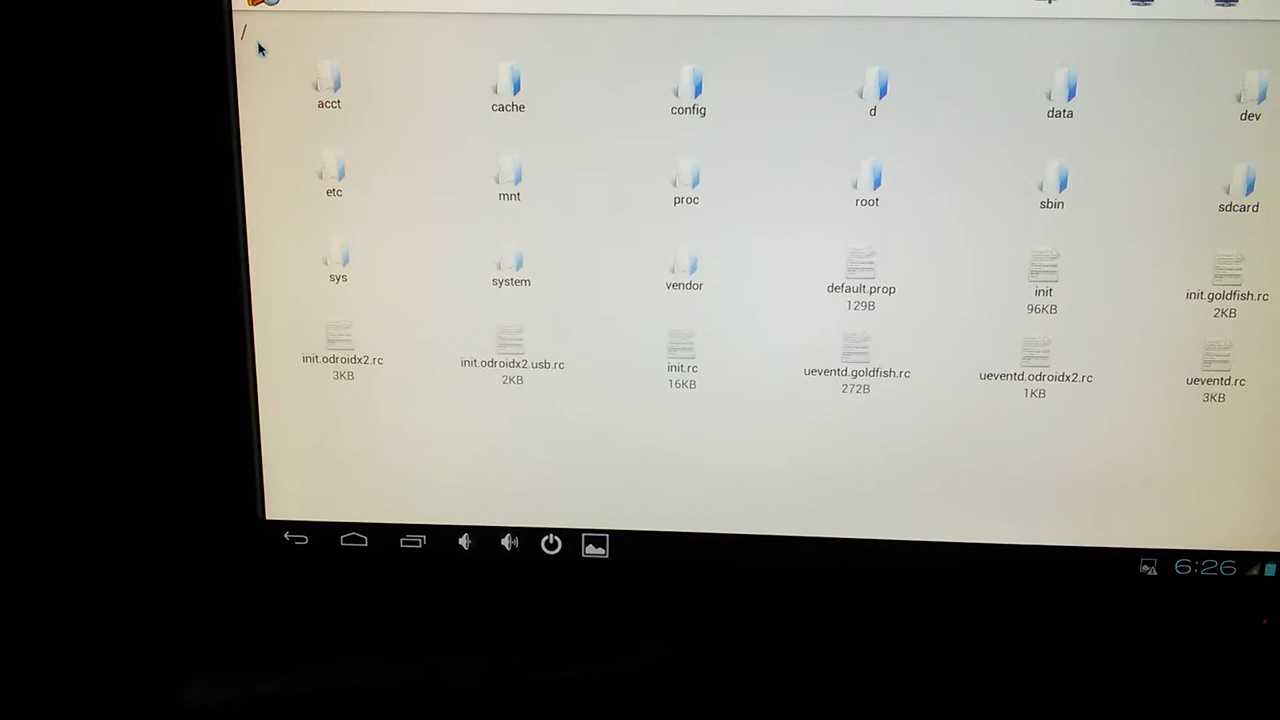 /
acct cache config d data dev
etc mnt proc root sbin sdcard
sys system vendor default.prop init init.goldfish.rc
129B 96KB 2KB
init.odroidx2.rc init.odroidx2.usb.rc init.rc ueventd.goldfish.rc ueventd.odroidx2.rc ueventd.rc
3KB 2KB 16KB 272B 1KB 3KB
6:26